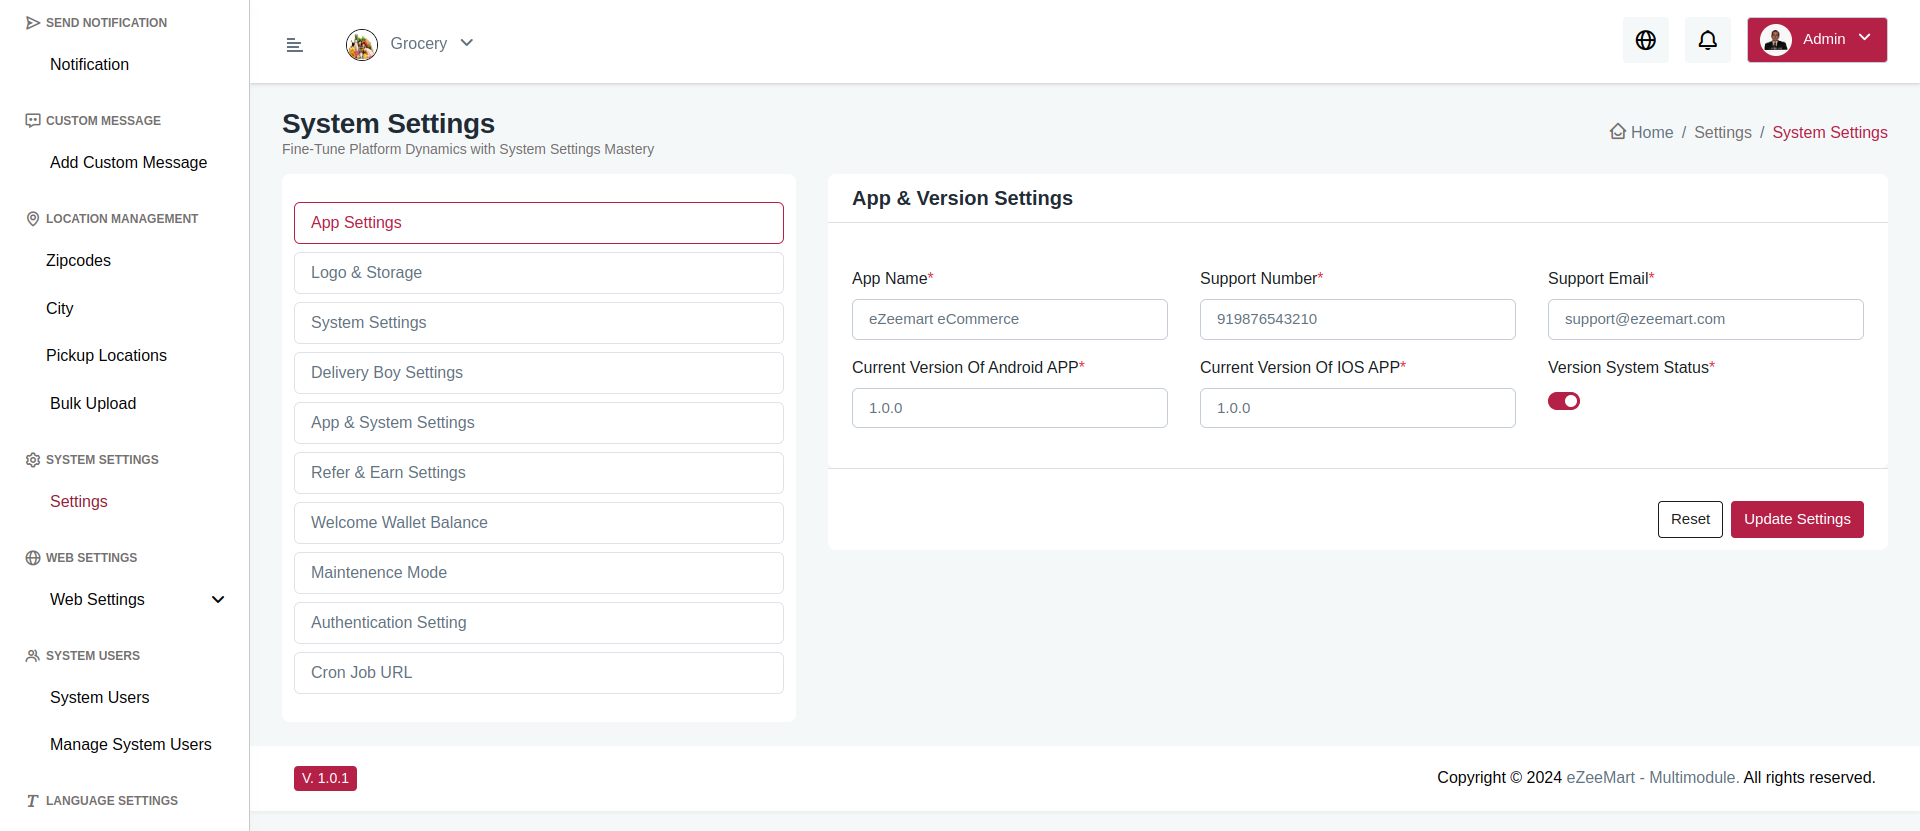 SEND NOTIFICATION
Notification
CUSTOM MESSAGE
Add Custom Message
LOCATION MANAGEMENT
Zipcodes
City
Pickup Locations
Bulk Upload
SYSTEM SETTINGS
Settings
WEB SETTINGS
Web Settings
SYSTEM USERS
System Users
Manage System Users
LANGUAGE SETTINGS
Grocery
Admin
System Settings
Fine-Tune Platform Dynamics with System Settings Mastery
Home / Settings / System Settings
App Settings
Logo & Storage
System Settings
Delivery Boy Settings
App & System Settings
Refer & Earn Settings
Welcome Wallet Balance
Maintenence Mode
Authentication Setting
Cron Job URL
App & Version Settings
App Name*
eZeemart eCommerce
Support Number*
919876543210
Support Email*
support@ezeemart.com
Current Version Of Android APP*
1.0.0
Current Version Of IOS APP*
1.0.0
Version System Status*
Reset
Update Settings
V. 1.0.1
Copyright © 2024 eZeeMart - Multimodule. All rights reserved.